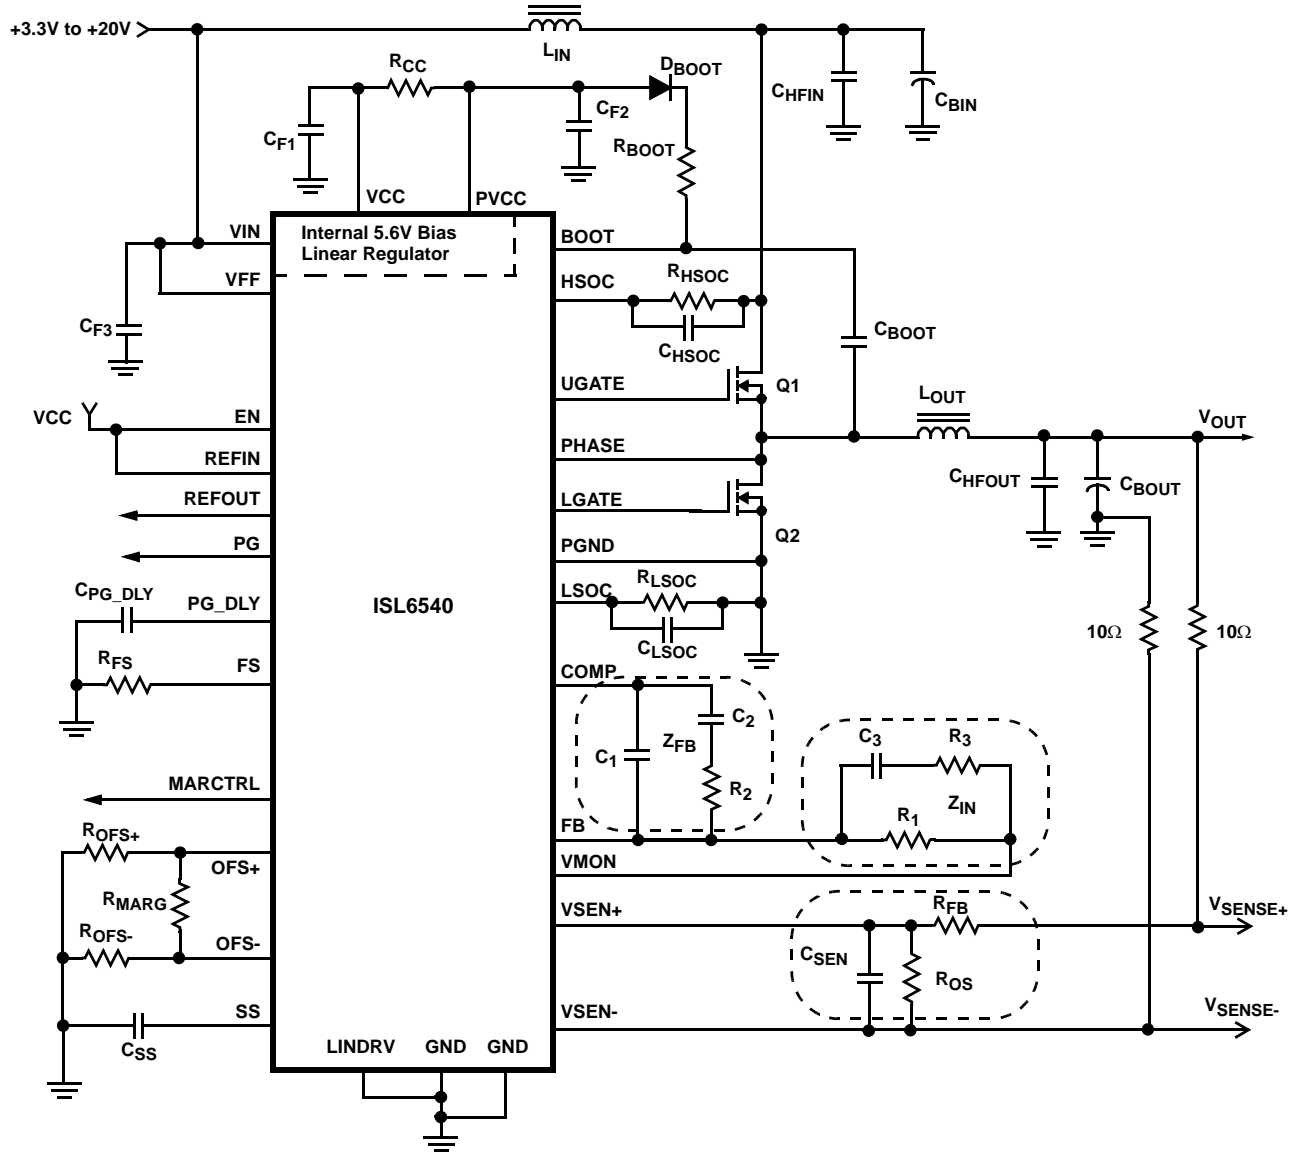 +3.3V to +20V
LIN
RCC
DBOOT
CHFIN
CBIN
CF1
CF2
RBOOT
VCC
PVCC
VIN
Internal 5.6V Bias
Linear Regulator
BOOT
VFF
HSOC
RHSOC
CF3
CHSOC
CBOOT
UGATE
Q1
LOUT
VCC
EN
VOUT
REFIN
PHASE
CHFOUT
CBOUT
REFOUT
LGATE
Q2
PG
PGND
CPG_DLY
PG_DLY
ISL6540
LSOC
RLSOC
CLSOC
10Ω
10Ω
RFS
FS
COMP
C2
C1
ZFB
R2
C3
R3
ZIN
R1
MARCTRL
FB
ROFS+
OFS+
VMON
RMARG
VSEN+
RFB
VSENSE+
ROFS-
OFS-
CSEN
ROS
SS
VSEN-
VSENSE-
CSS
LINDRV
GND
GND